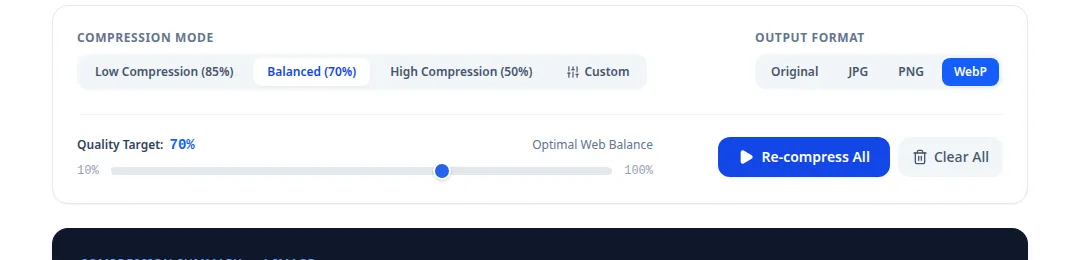 COMPRESSION MODE
OUTPUT FORMAT
Low Compression (85%) Balanced (70%) High Compression (50%) Custom
Original JPG PNG WebP
Quality Target: 70%
Optimal Web Balance
10% 100%
Re-compress All
Clear All